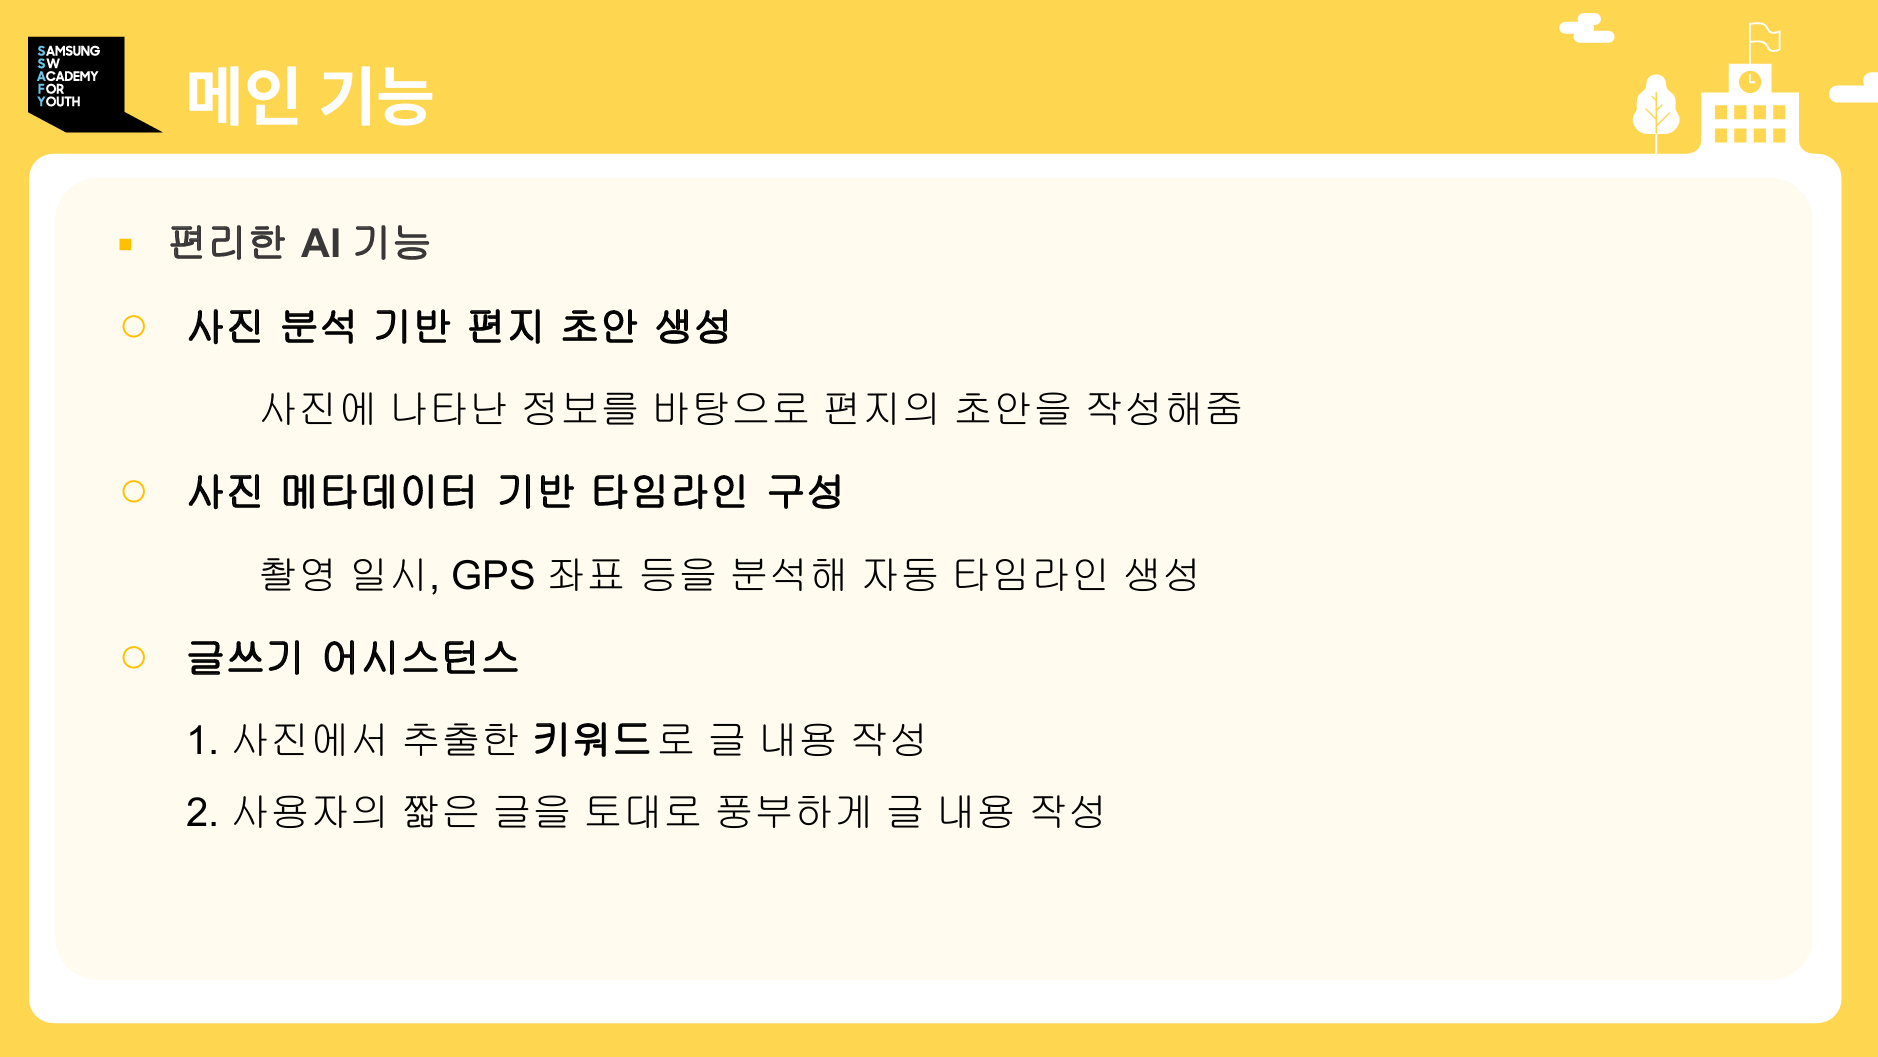 SAMSUNG
SW
ACADEMY
FOR
YOUTH
메인 기능
편리한 AI 기능
사진 분석 기반 편지 초안 생성
사진에 나타난 정보를 바탕으로 편지의 초안을 작성해줌
사진 메타데이터 기반 타임라인 구성
촬영 일시, GPS 좌표 등을 분석해 자동 타임라인 생성
글쓰기 어시스턴스
1. 사진에서 추출한 키워드로 글 내용 작성
2. 사용자의 짧은 글을 토대로 풍부하게 글 내용 작성